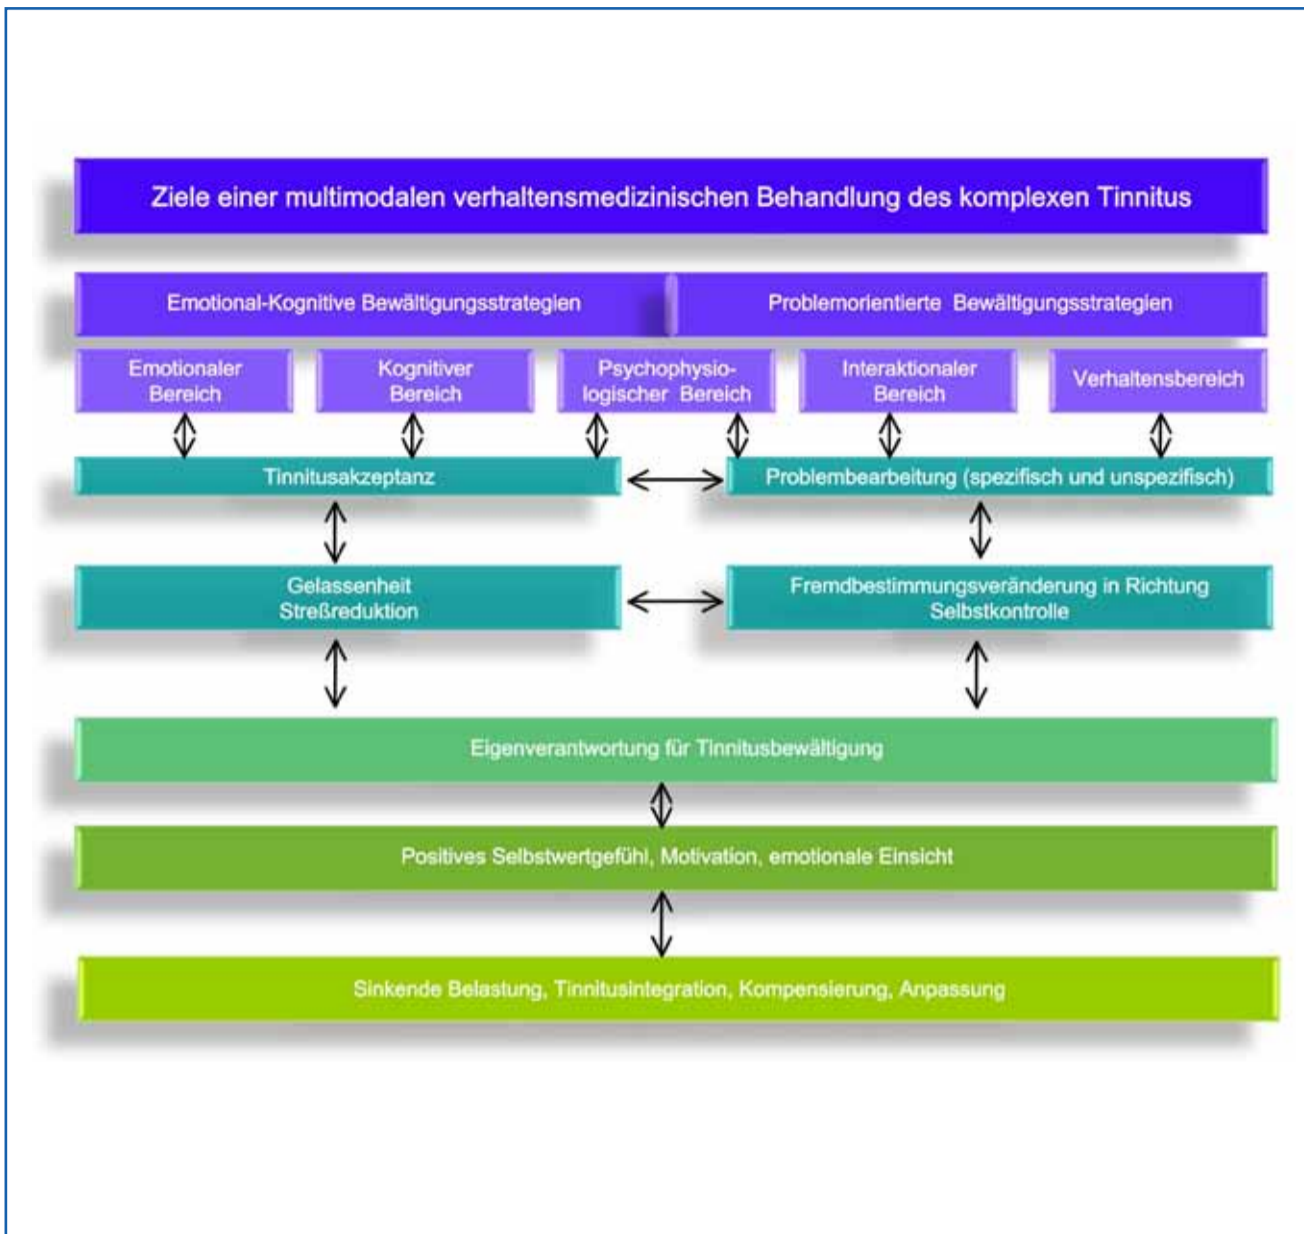 Ziele einer multimodalen verhaltensmedizinischen Behandlung des komplexen Tinnitus
Emotional-Kognitive Bewältigungsstrategien
Problemorientierte Bewältigungsstrategien
Emotionaler
Bereich
Kognitiver
Bereich
Psychophysio-
logischer Bereich
Interaktionaler
Bereich
Verhaltensbereich
Tinnitusakzeptanz
Problembearbeitung (spezifisch und unspezifisch)
Gelassenheit
Streßreduktion
Fremdbestimmungsveränderung in Richtung
Selbstkontrolle
Eigenverantwortung für Tinnitusbewältigung
Positives Selbstwertgefühl, Motivation, emotionale Einsicht
Sinkende Belastung, Tinnitusintegration, Kompensierung, Anpassung